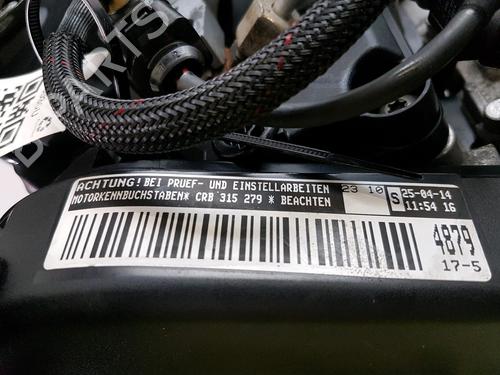 ACHTUNG! BEI PRUEF- UND EINSTELLARBEITEN 23 10 S 25-04-14
MOTORKENNBUCHSTABEN* CRB 315 279 * BEACHTEN 11:54 16
4879
17-5